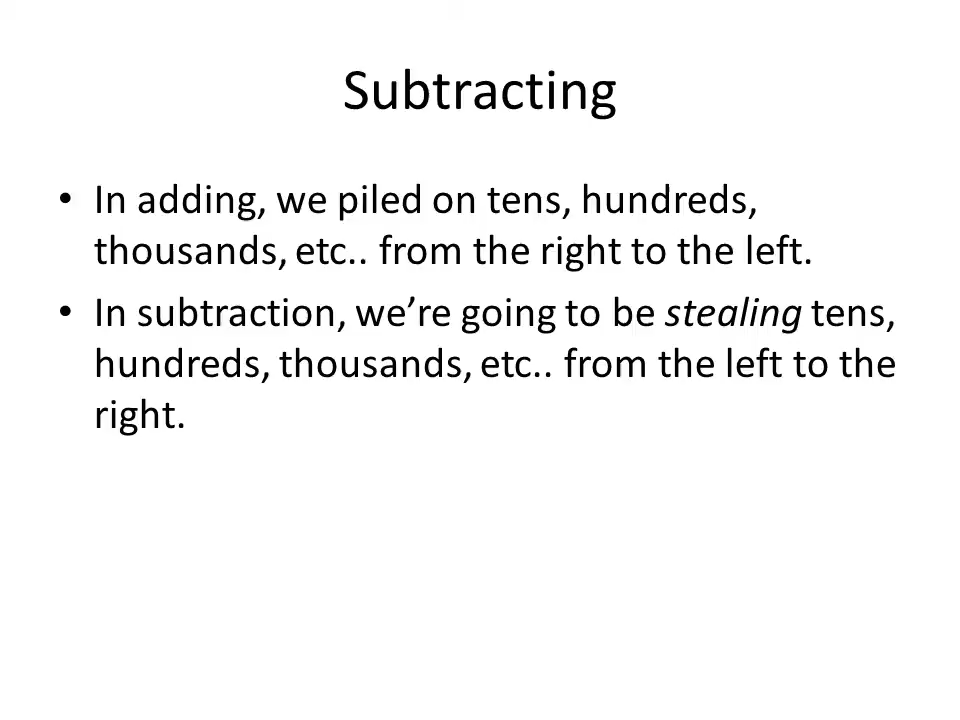 Subtracting
• In adding, we piled on tens, hundreds,
thousands, etc.. from the right to the left.
• In subtraction, we’re going to be stealing tens,
hundreds, thousands, etc.. from the left to the
right.